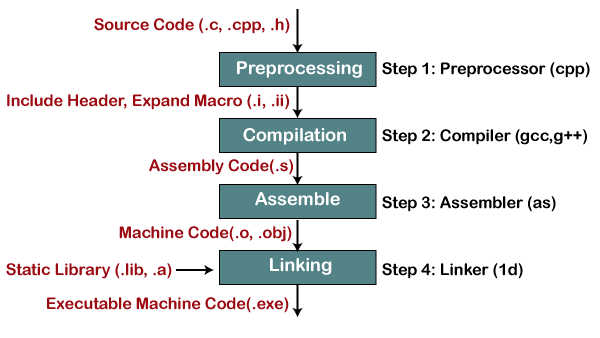 Source Code (.c, .cpp, .h)
Preprocessing
Step 1: Preprocessor (cpp)
Include Header, Expand Macro (.i, .ii)
Compilation
Step 2: Compiler (gcc,g++)
Assembly Code(.s)
Assemble
Step 3: Assembler (as)
Machine Code(.o, .obj)
Static Library (.lib, .a)
Linking
Step 4: Linker (1d)
Executable Machine Code(.exe)